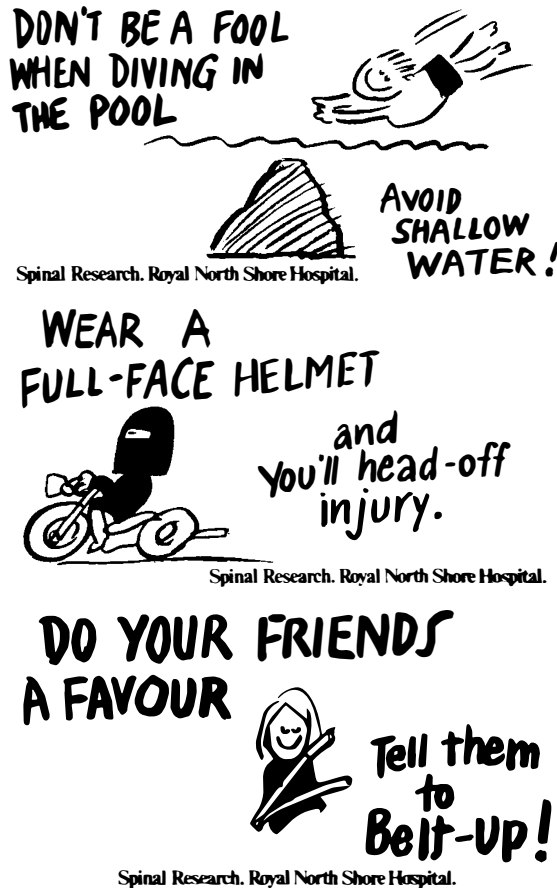 DON'T BE A FOOL
WHEN DIVING IN
THE POOL
AVOID
SHALLOW
WATER!
Spinal Research. Royal North Shore Hospital.
WEAR A
FULL-FACE HELMET
and
You'll head-off
injury.
Spinal Research. Royal North Shore Hospital.
DO YOUR FRIENDS
A FAVOUR
Tell them
to
Belt-up!
Spinal Research. Royal North Shore Hospital.